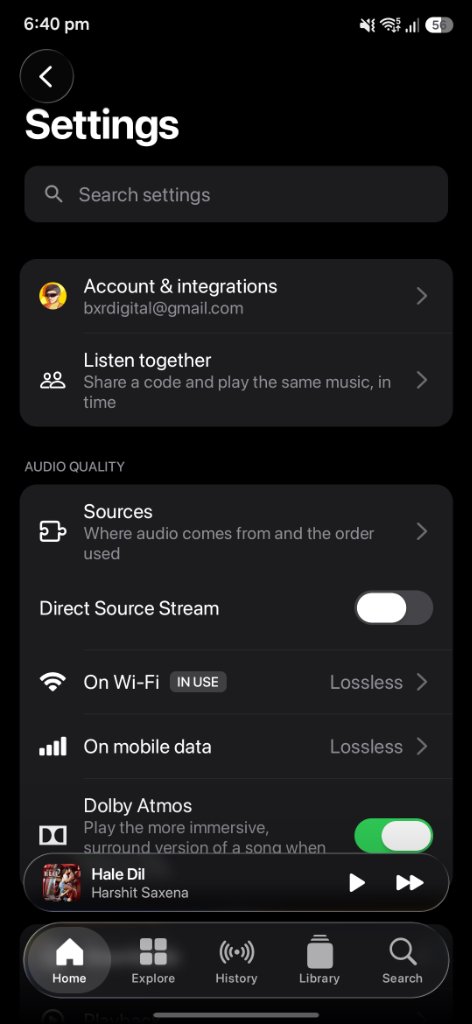 6:40 pm
56
Settings
Search settings
Account & integrations
bxrdigital@gmail.com
Listen together
Share a code and play the same music, in
time
AUDIO QUALITY
Sources
Where audio comes from and the order
used
Direct Source Stream
On Wi-Fi IN USE Lossless
On mobile data Lossless
Dolby Atmos
Play the more immersive,
surround version of a song when
Hale Dil
Harshit Saxena
Home Explore History Library Search
Playback